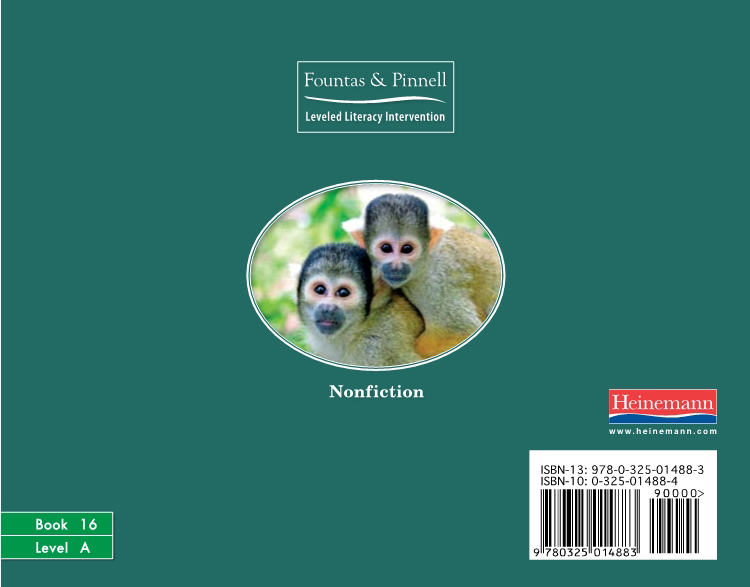 Fountas & Pinnell
Leveled Literacy Intervention
Nonfiction
Heinemann
www.heinemann.com
ISBN-13: 978-0-325-01488-3
ISBN-10: 0-325-01488-4
90000>
9 780325 014883
Book 16
Level A